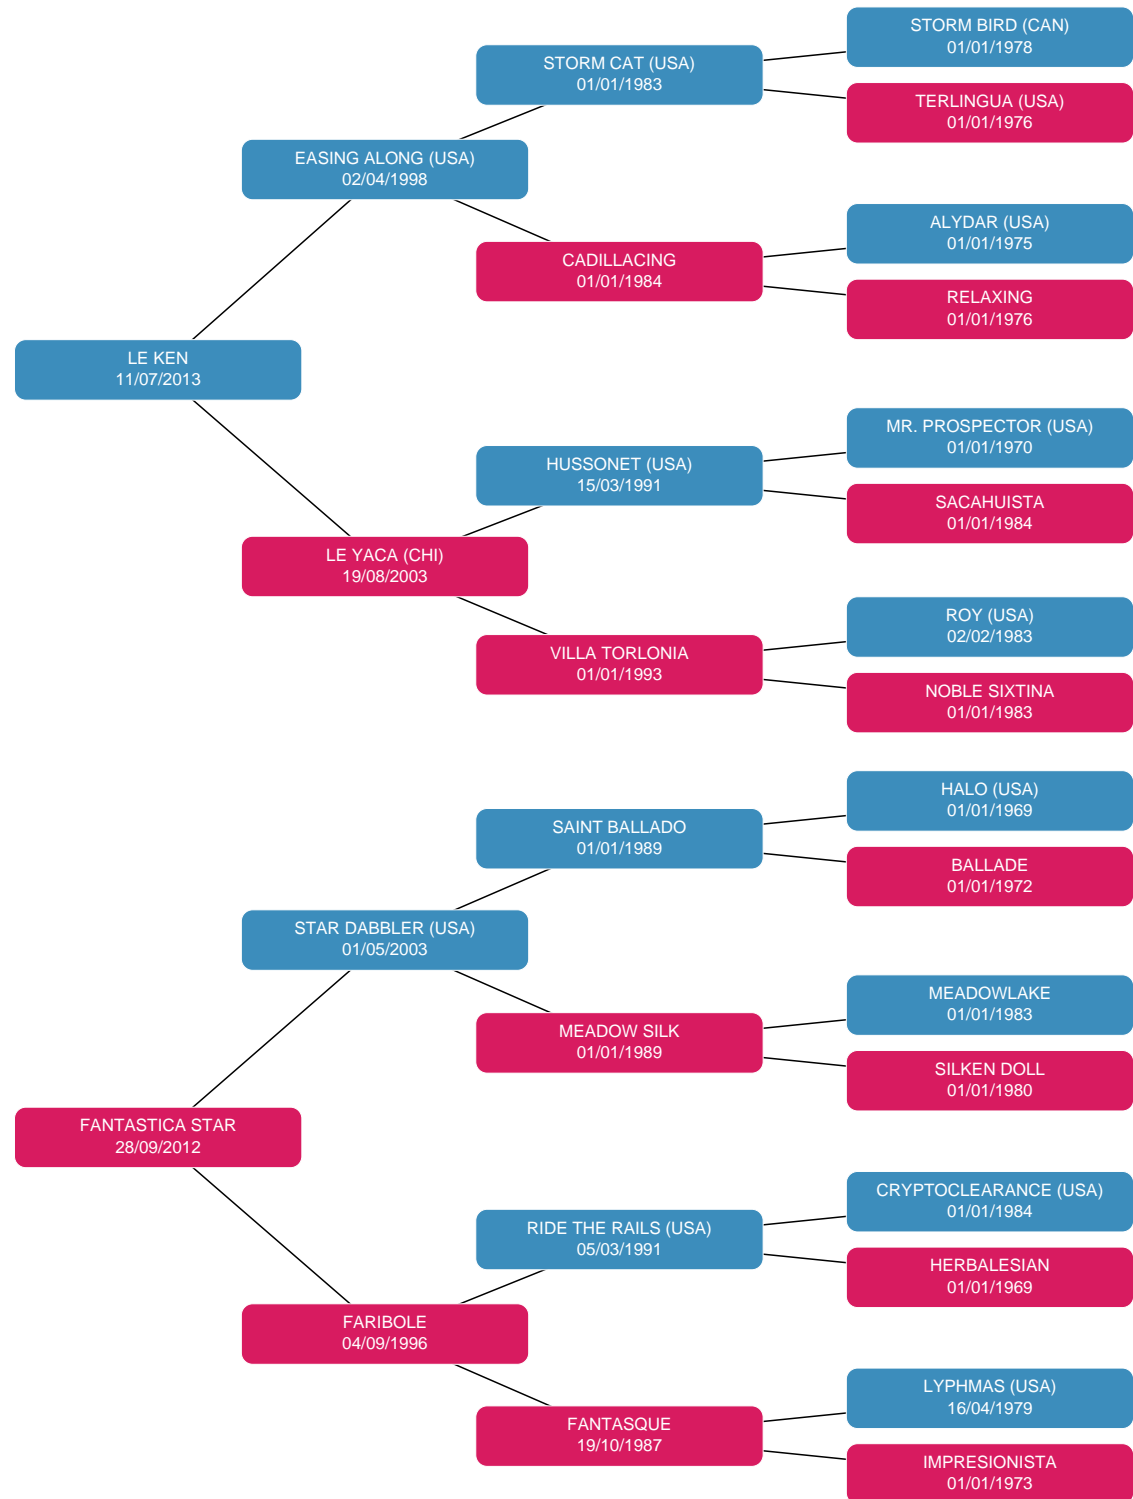 STORM BIRD (CAN)
01/01/1978
STORM CAT (USA)
01/01/1983
TERLINGUA (USA)
01/01/1976
EASING ALONG (USA)
02/04/1998
ALYDAR (USA)
01/01/1975
CADILLACING
01/01/1984
RELAXING
01/01/1976
LE KEN
11/07/2013
MR. PROSPECTOR (USA)
01/01/1970
HUSSONET (USA)
15/03/1991
SACAHUISTA
01/01/1984
LE YACA (CHI)
19/08/2003
ROY (USA)
02/02/1983
VILLA TORLONIA
01/01/1993
NOBLE SIXTINA
01/01/1983
HALO (USA)
01/01/1969
SAINT BALLADO
01/01/1989
BALLADE
01/01/1972
STAR DABBLER (USA)
01/05/2003
MEADOWLAKE
01/01/1983
MEADOW SILK
01/01/1989
SILKEN DOLL
01/01/1980
FANTASTICA STAR
28/09/2012
CRYPTOCLEARANCE (USA)
01/01/1984
RIDE THE RAILS (USA)
05/03/1991
HERBALESIAN
01/01/1969
FARIBOLE
04/09/1996
LYPHMAS (USA)
16/04/1979
FANTASQUE
19/10/1987
IMPRESIONISTA
01/01/1973